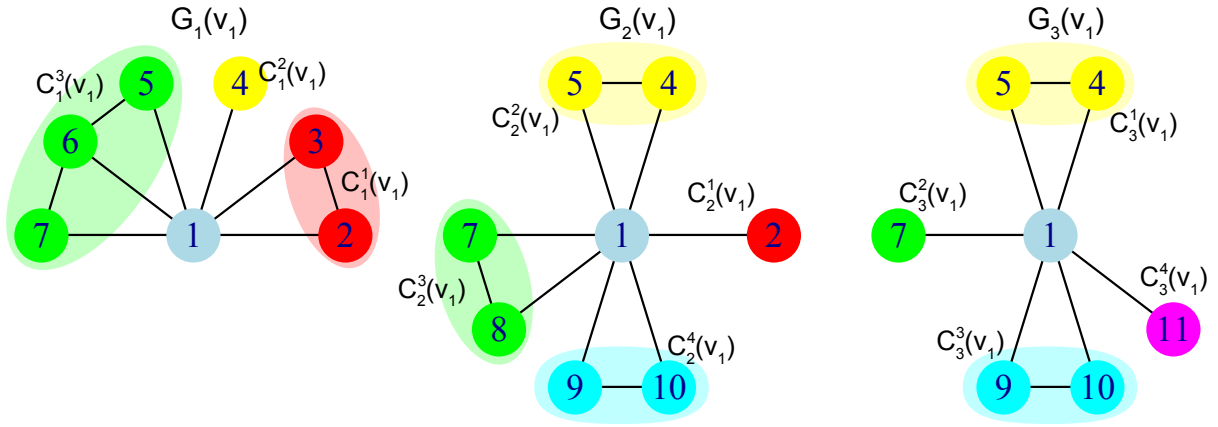 G₁(v₁)
C₁³(v₁)
5
4
C₁²(v₁)
6
3
C₁¹(v₁)
7
1
2
G₂(v₁)
5
4
C₂²(v₁)
C₂¹(v₁)
7
1
2
C₂³(v₁)
8
C₂⁴(v₁)
9
10
G₃(v₁)
5
4
C₃¹(v₁)
C₃²(v₁)
7
1
C₃⁴(v₁)
11
C₃³(v₁)
9
10